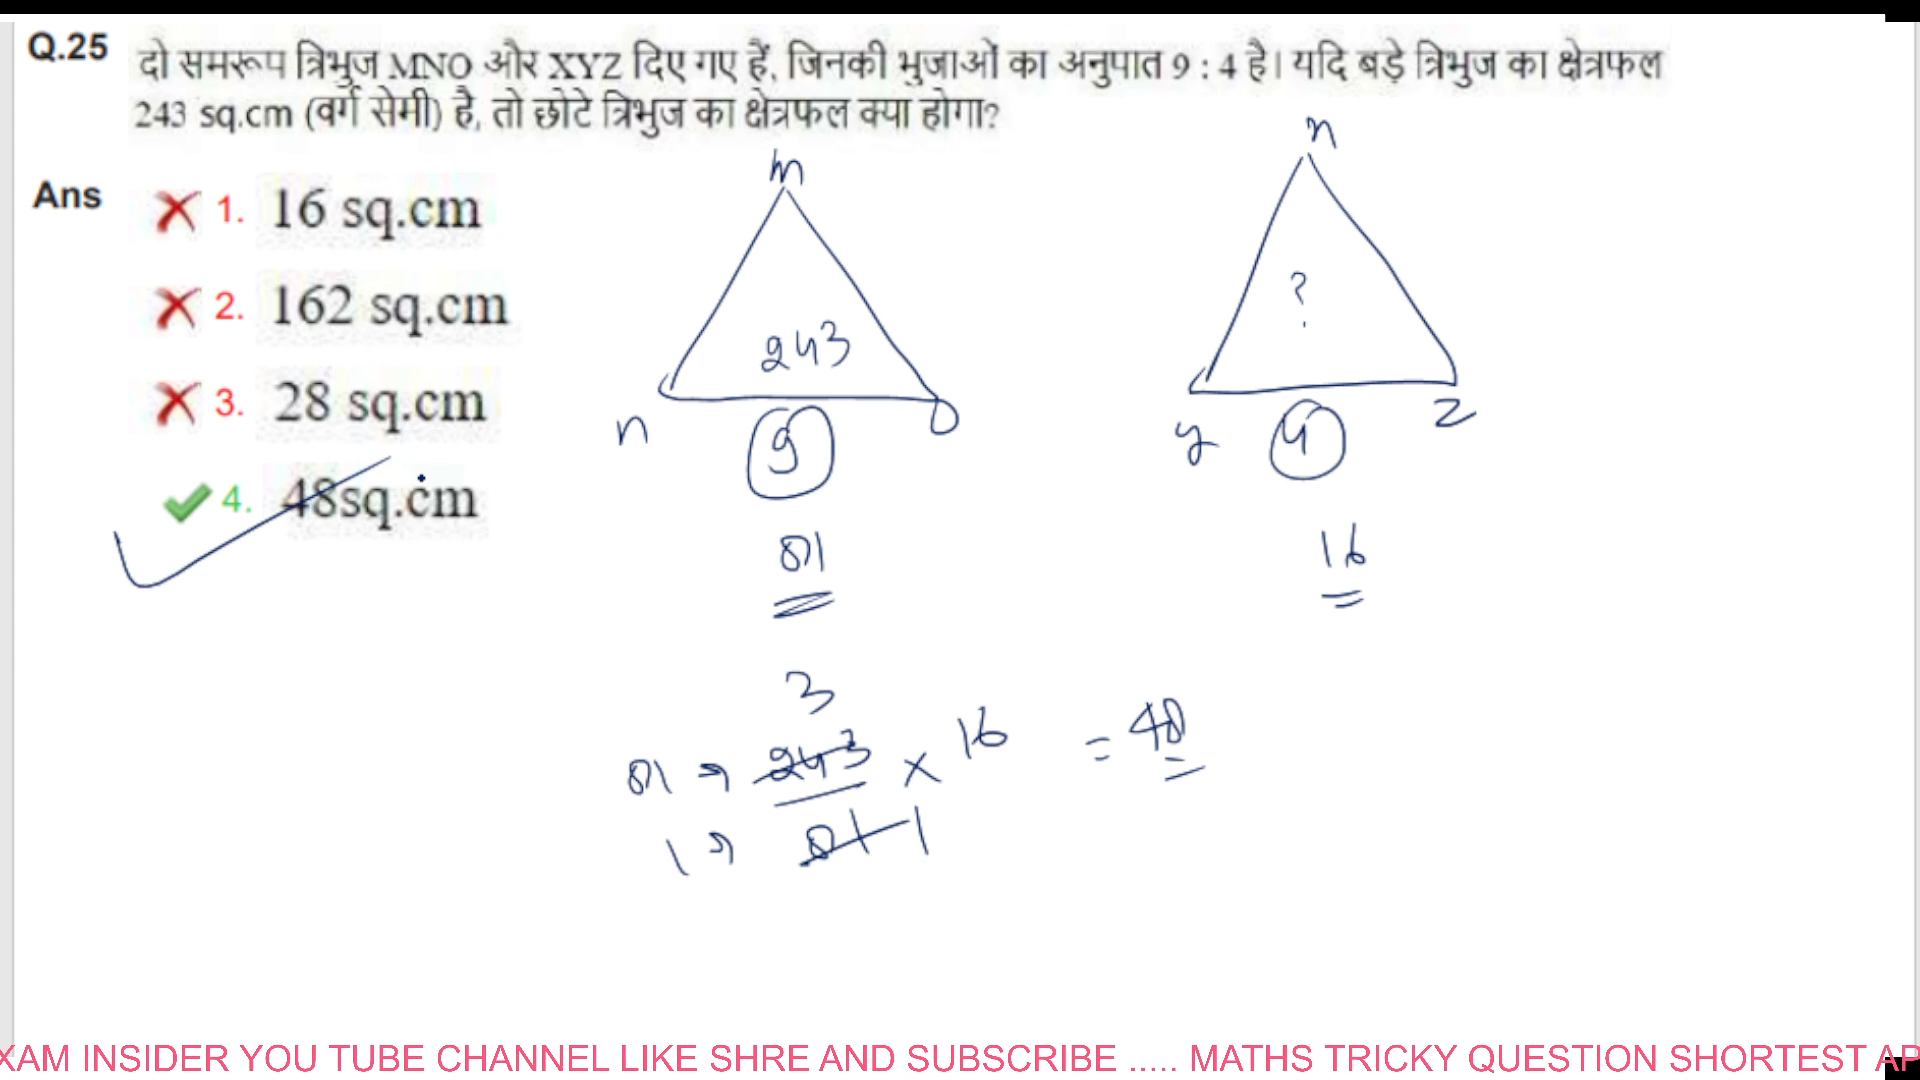 Q.25 दो समरूप त्रिभुज MNO और XYZ दिए गए हैं, जिनकी भुजाओं का अनुपात 9 : 4 है। यदि बड़े त्रिभुज का क्षेत्रफल
243 sq.cm (वर्ग सेमी) है, तो छोटे त्रिभुज का क्षेत्रफल क्या होगा?
Ans 1. 16 sq.cm
2. 162 sq.cm
3. 28 sq.cm
4. 48sq.cm
m
n
243
?
n
O
y
z
9
4
81
16
3
81 → 243 × 16 = 48
1 → 81 1
XAM INSIDER YOU TUBE CHANNEL LIKE SHRE AND SUBSCRIBE ..... MATHS TRICKY QUESTION SHORTEST AP